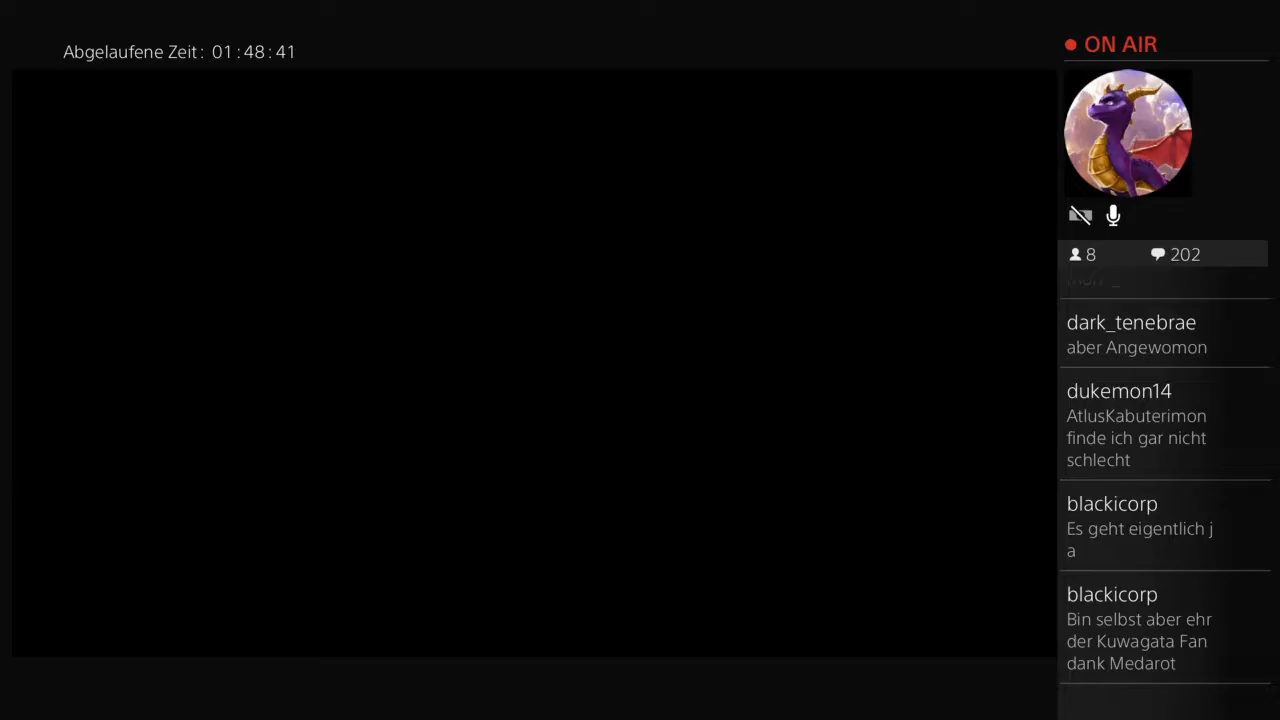 Abgelaufene Zeit: 01:48:41
ON AIR
8
202
dark_tenebrae
aber Angewomon
dukemon14
AtlusKabuterimon
finde ich gar nicht
schlecht
blackicorp
Es geht eigentlich j
a
blackicorp
Bin selbst aber ehr
der Kuwagata Fan
dank Medarot